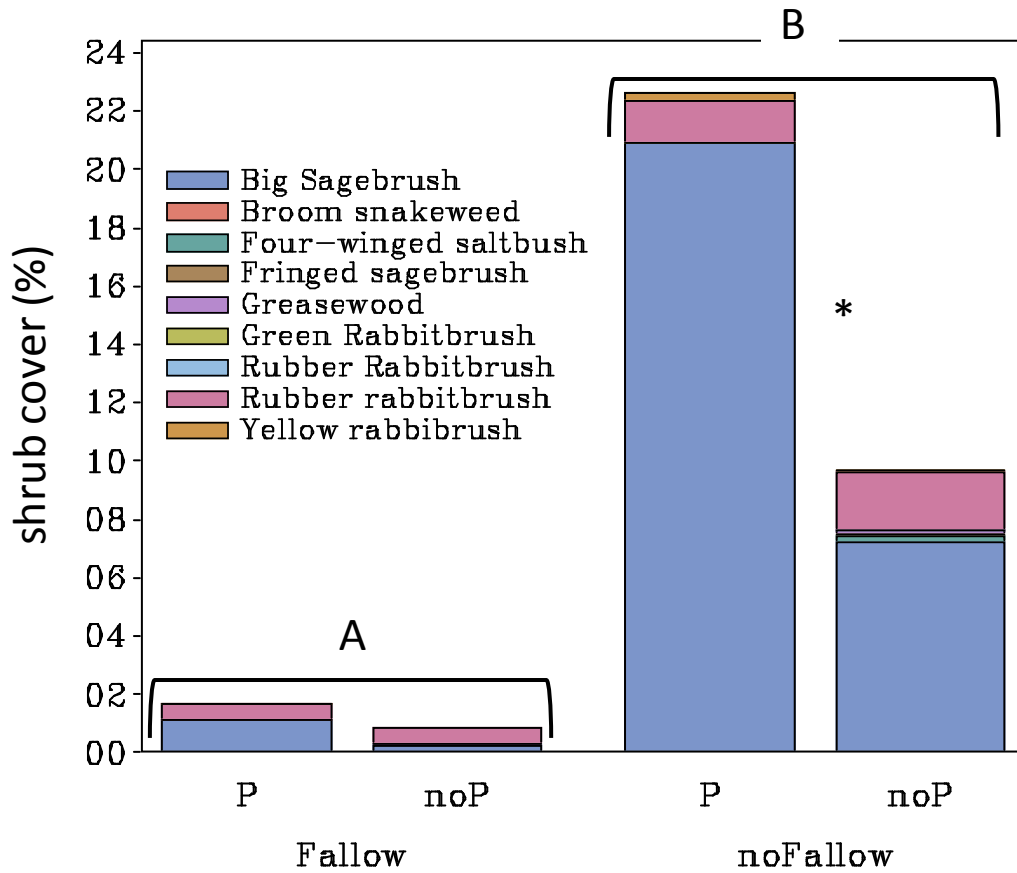 B
24
22
20
18
16
14
12
10
08
06
04
02
00
shrub cover (%)
Big Sagebrush
Broom snakeweed
Four-winged saltbush
Fringed sagebrush
Greasewood
Green Rabbitbrush
Rubber Rabbitbrush
Rubber rabbitbrush
Yellow rabbibrush
*
A
P noP P noP
Fallow noFallow